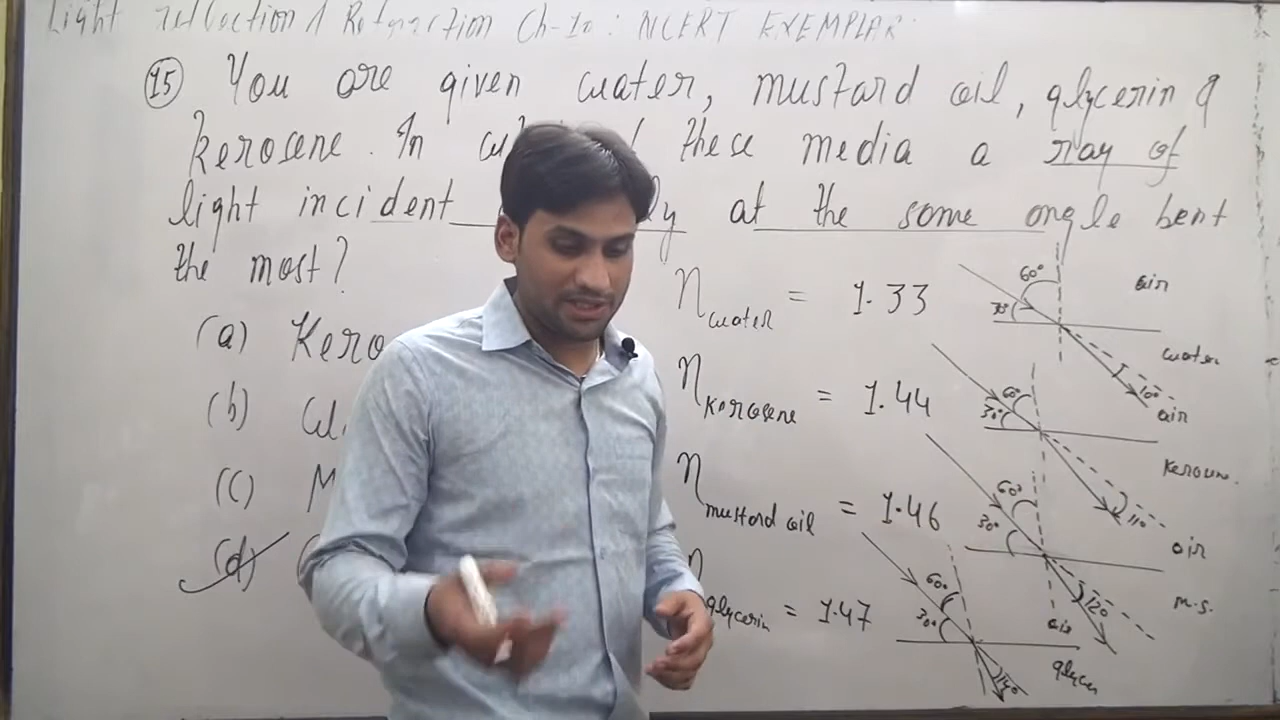 Light reflection & Refraction Ch-10: NCERT EXEMPLAR
15 You are given water, mustard oil, glycerin &
kerosene. In these media a ray of
light incident at the same angle bent
the most?
(a) Kero
(b)
(c) M
(d)
n water = 1.33
n kerosene = 1.44
n mustard oil = 1.46
n glycerin = 1.47
60° air
30°
water
10°
air
60°
30°
kerosene.
11°
60° air
30°
12° m.s.
60° air
30°
glycer
14°